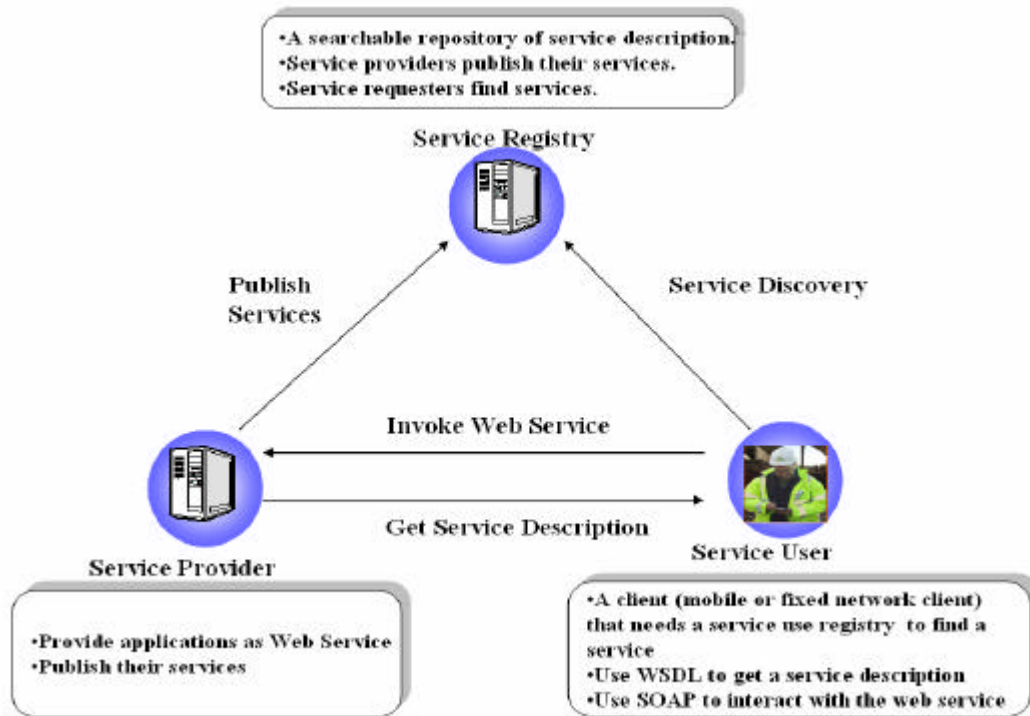 •A searchable repository of service description.
•Service providers publish their services.
•Service requesters find services.
Service Registry
Publish
Services
Service Discovery
Invoke Web Service
Get Service Description
Service Provider
Service User
•Provide applications as Web Service
•Publish their services
•A client (mobile or fixed network client)
that needs a service use registry to find a
service
•Use WSDL to get a service description
•Use SOAP to interact with the web service